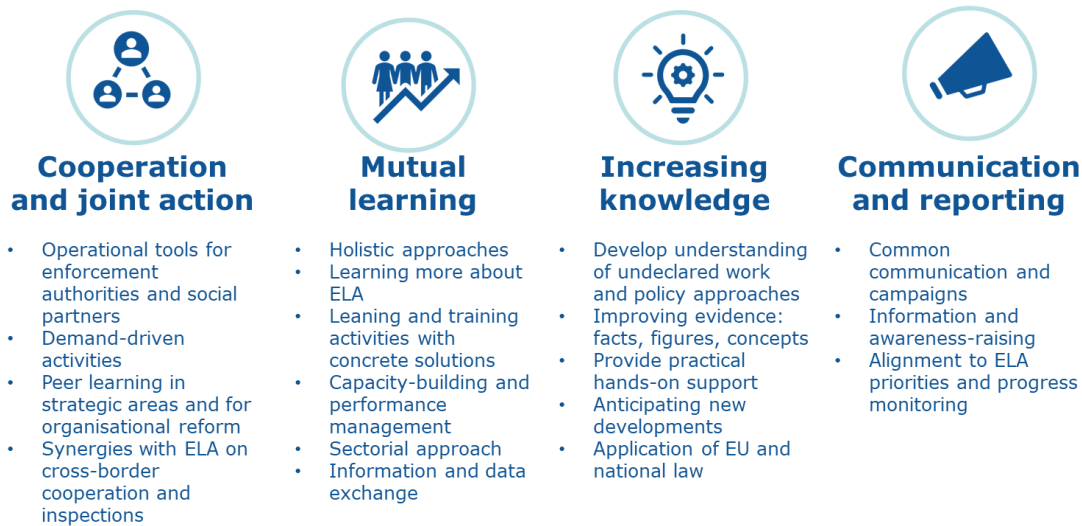 Cooperation
and joint action
• Operational tools for
enforcement
authorities and social
partners
• Demand-driven
activities
• Peer learning in
strategic areas and for
organisational reform
• Synergies with ELA on
cross-border
cooperation and
inspections
Mutual
learning
• Holistic approaches
• Learning more about
ELA
• Leaning and training
activities with
concrete solutions
• Capacity-building and
performance
management
• Sectorial approach
• Information and data
exchange
Increasing
knowledge
• Develop understanding
of undeclared work
and policy approaches
• Improving evidence:
facts, figures, concepts
• Provide practical
hands-on support
• Anticipating new
developments
• Application of EU and
national law
Communication
and reporting
• Common
communication and
campaigns
• Information and
awareness-raising
• Alignment to ELA
priorities and progress
monitoring